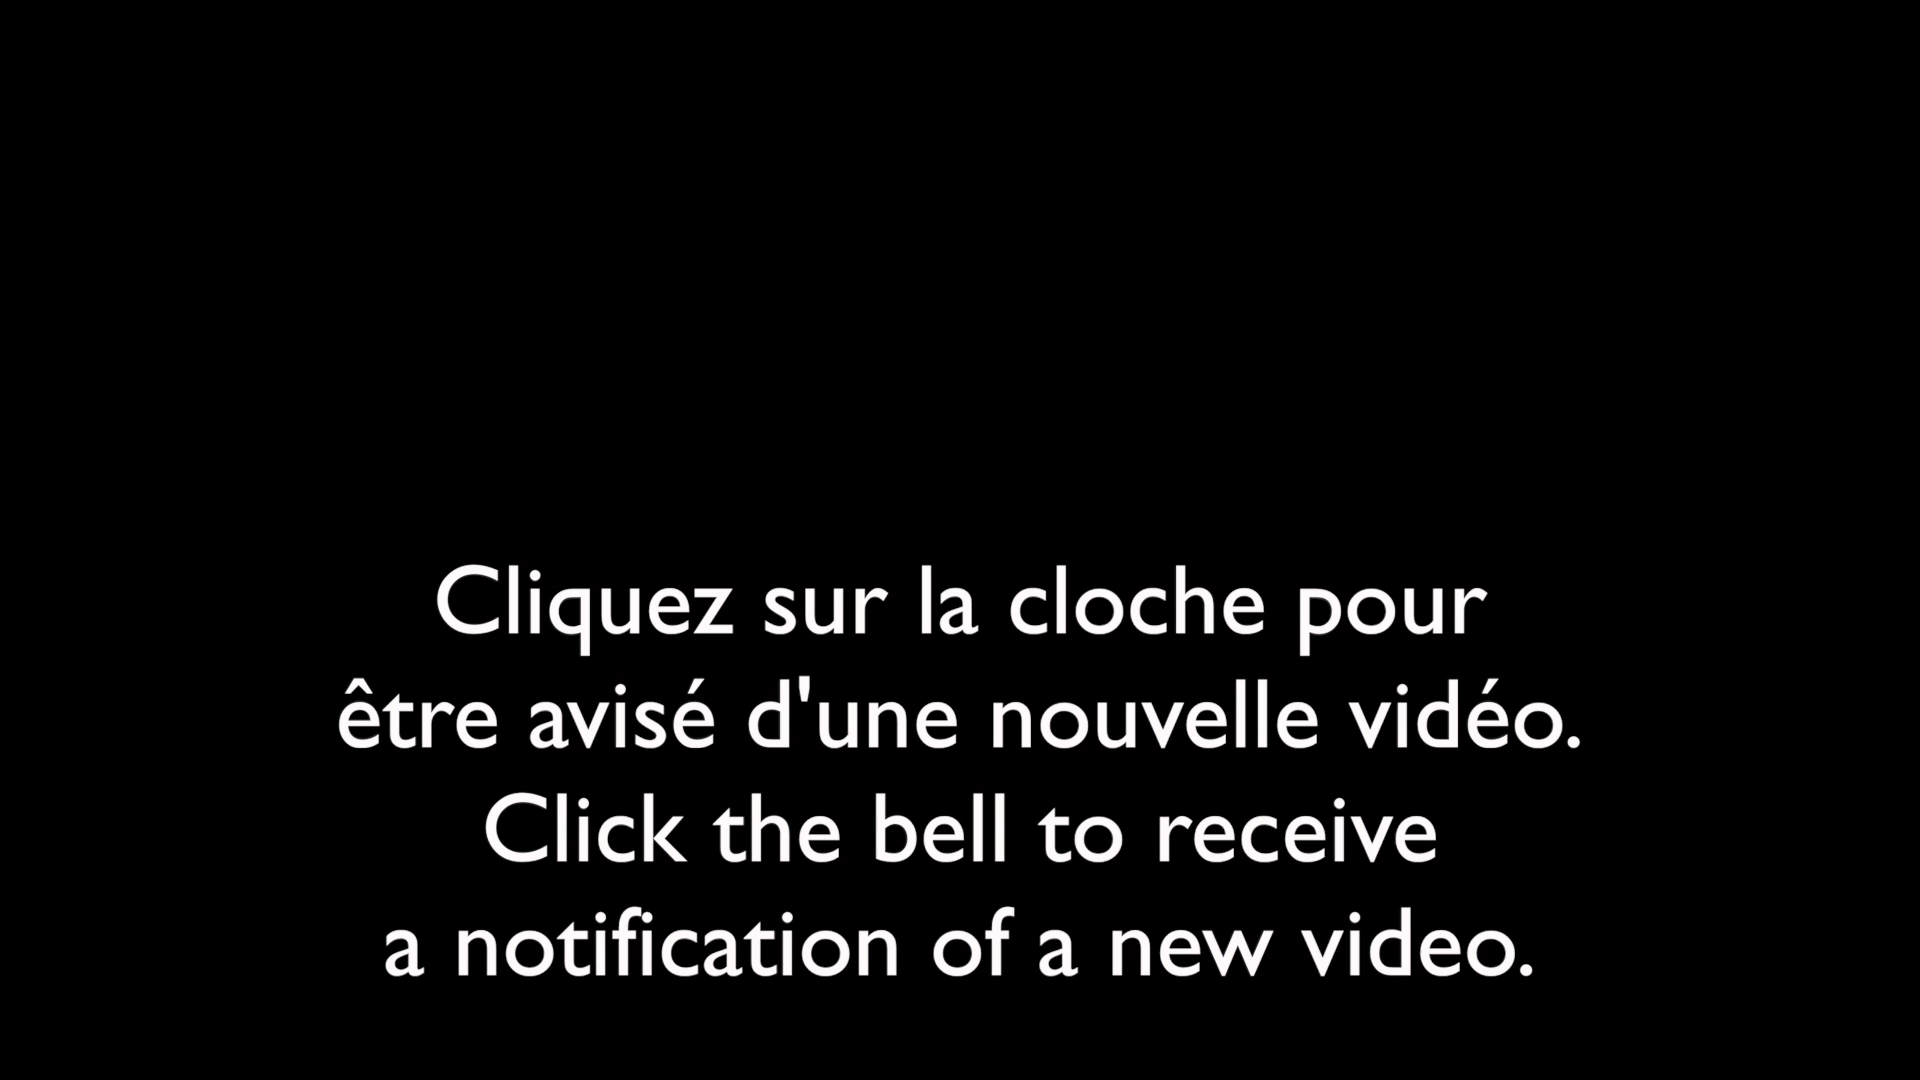 Cliquez sur la cloche pour
être avisé d'une nouvelle vidéo.
Click the bell to receive
a notification of a new video.